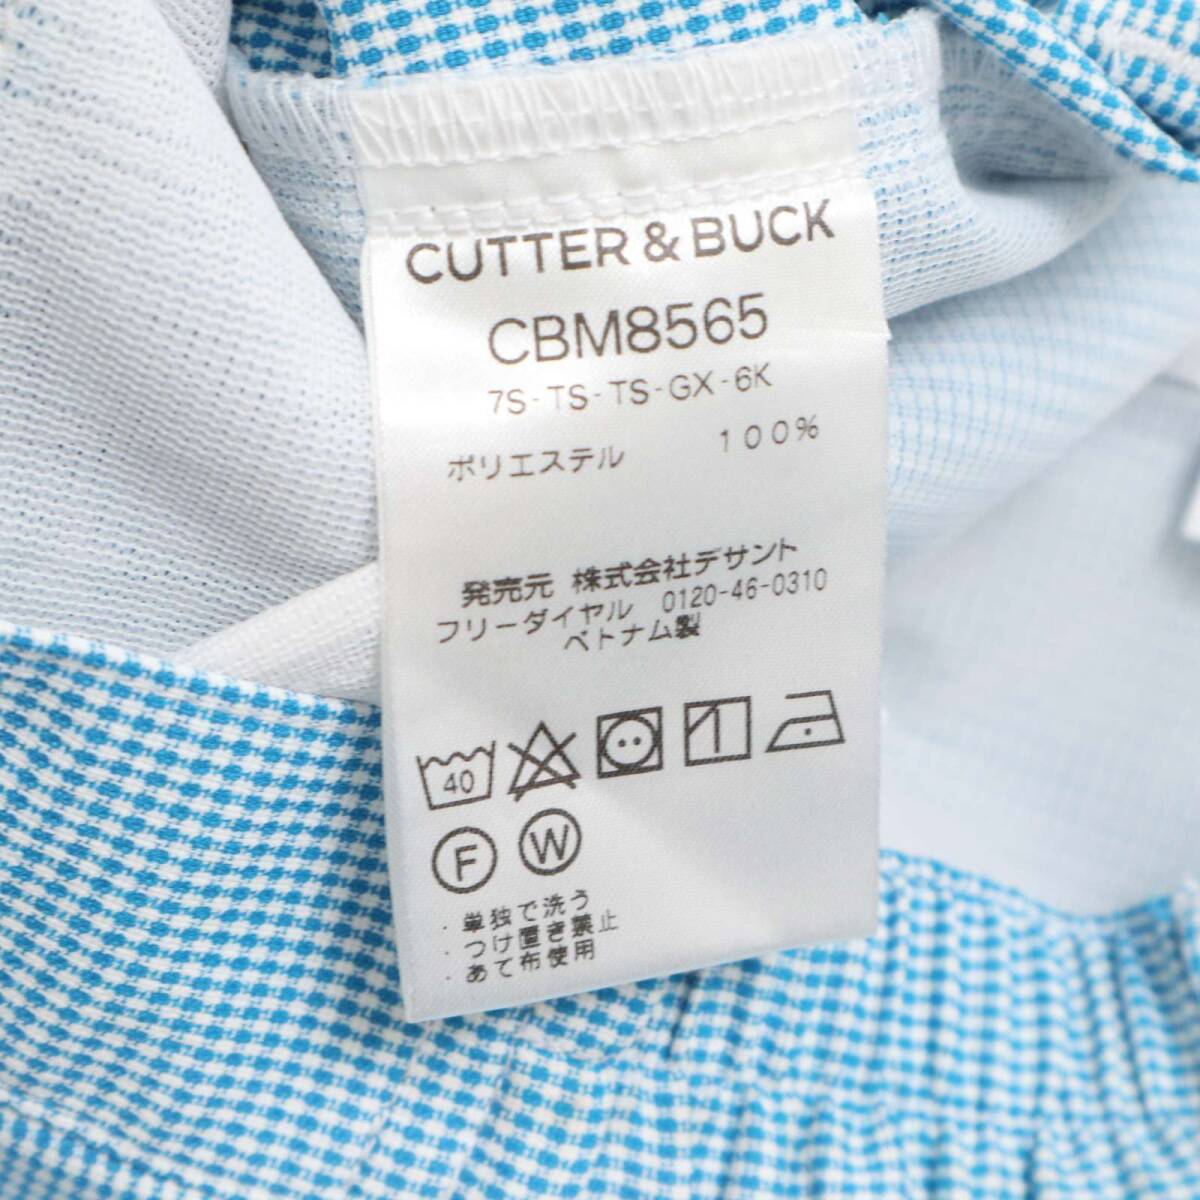 CUTTER & BUCK
CBM8565
7S-TS-TS-GX-6K
ポリエステル 100%
発売元 株式会社デサント
フリーダイヤル 0120-46-0310
ベトナム製
40
F W
・単独で洗う
・つけ置き禁止
・あて布使用